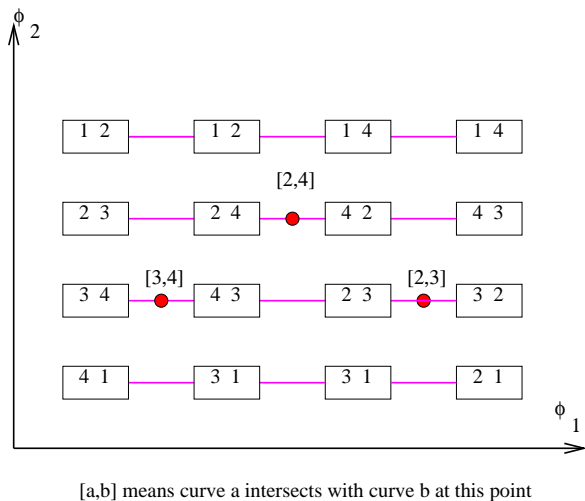 ϕ 2
1 2 1 2 1 4 1 4
[2,4]
2 3 2 4 4 2 4 3
[3,4] [2,3]
3 4 4 3 2 3 3 2
4 1 3 1 3 1 2 1
ϕ 1
[a,b] means curve a intersects with curve b at this point